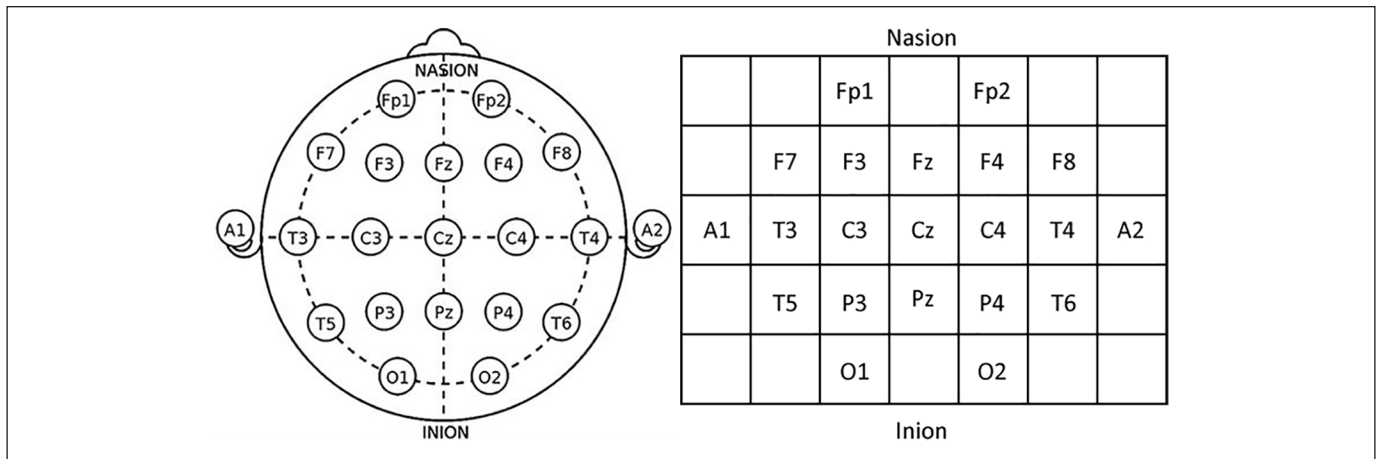 NASION
Fp1 Fp2
F7 F3 Fz F4 F8
A1 T3 C3 Cz C4 T4 A2
T5 P3 Pz P4 T6
O1 O2
INION
Nasion
Fp1 Fp2
F7 F3 Fz F4 F8
A1 T3 C3 Cz C4 T4 A2
T5 P3 Pz P4 T6
O1 O2
Inion